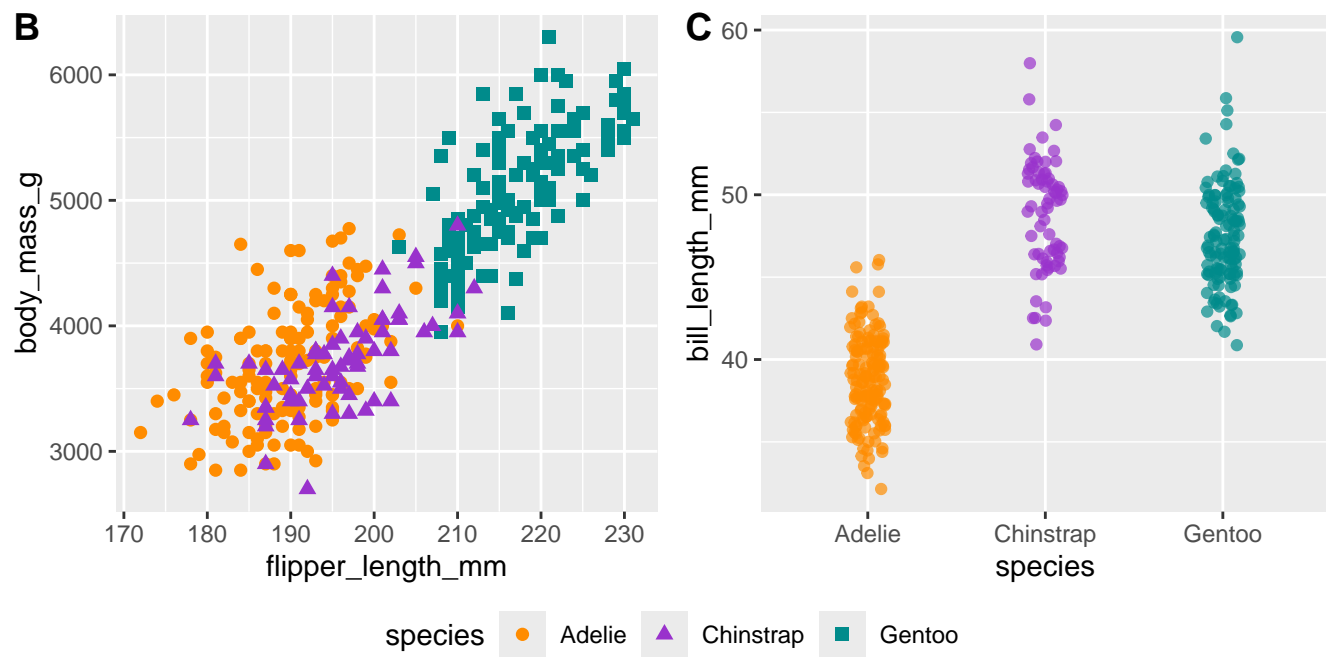 B
6000
5000
4000
3000
body_mass_g
170 180 190 200 210 220 230
flipper_length_mm
C
60
50
40
bill_length_mm
Adelie Chinstrap Gentoo
species
species Adelie Chinstrap Gentoo